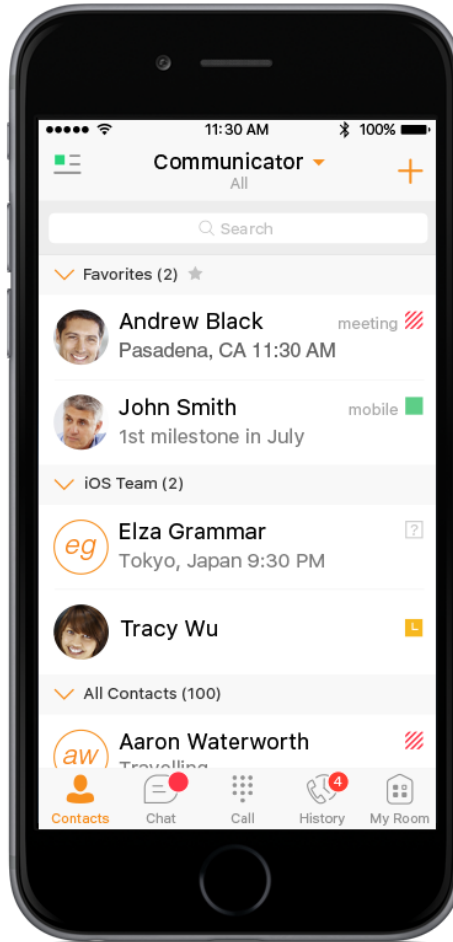 11:30 AM 100%
Communicator
All
Search
Favorites (2)
Andrew Black meeting
Pasadena, CA 11:30 AM
John Smith mobile
1st milestone in July
iOS Team (2)
eg Elza Grammar ?
Tokyo, Japan 9:30 PM
Tracy Wu
All Contacts (100)
aw Aaron Waterworth
Travelling
4
Contacts Chat Call History My Room